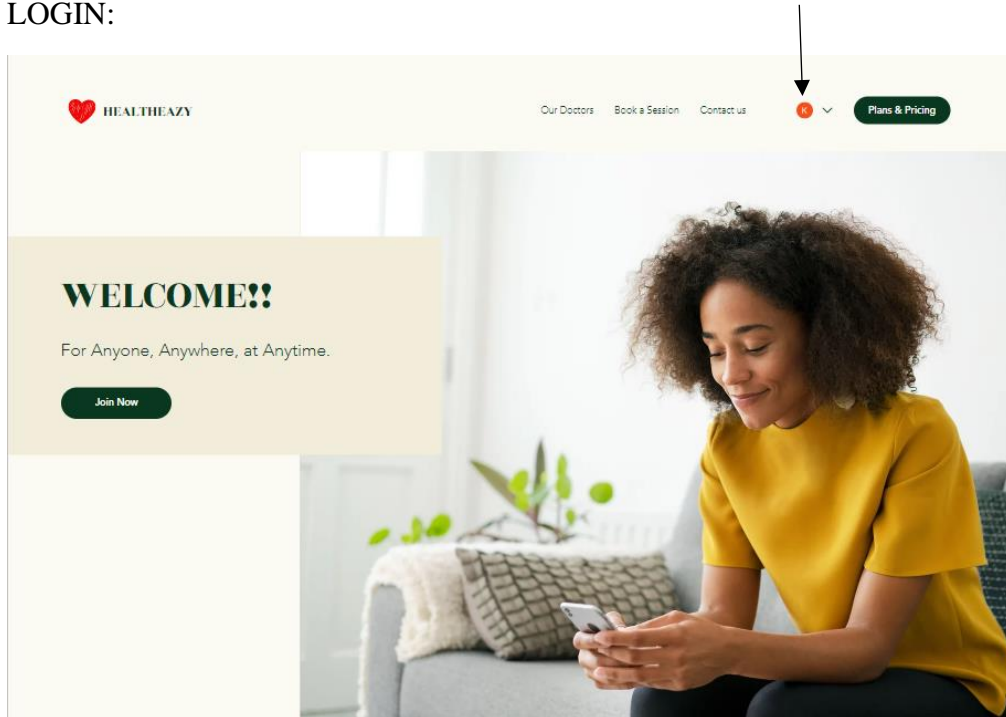 LOGIN:
HEALTHEAZY
Our Doctors Book a Session Contact us K Plans & Pricing
WELCOME!!
For Anyone, Anywhere, at Anytime.
Join Now